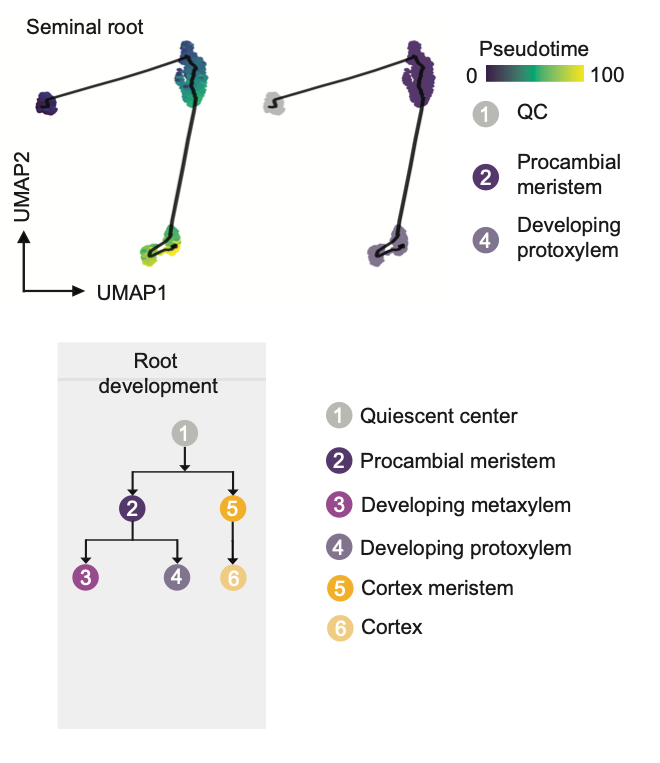 Seminal root
UMAP2
UMAP1
Pseudotime
0 100
1 QC
2 Procambial
meristem
4 Developing
protoxylem
Root
development
1
2 5
3 4 6
1 Quiescent center
2 Procambial meristem
3 Developing metaxylem
4 Developing protoxylem
5 Cortex meristem
6 Cortex